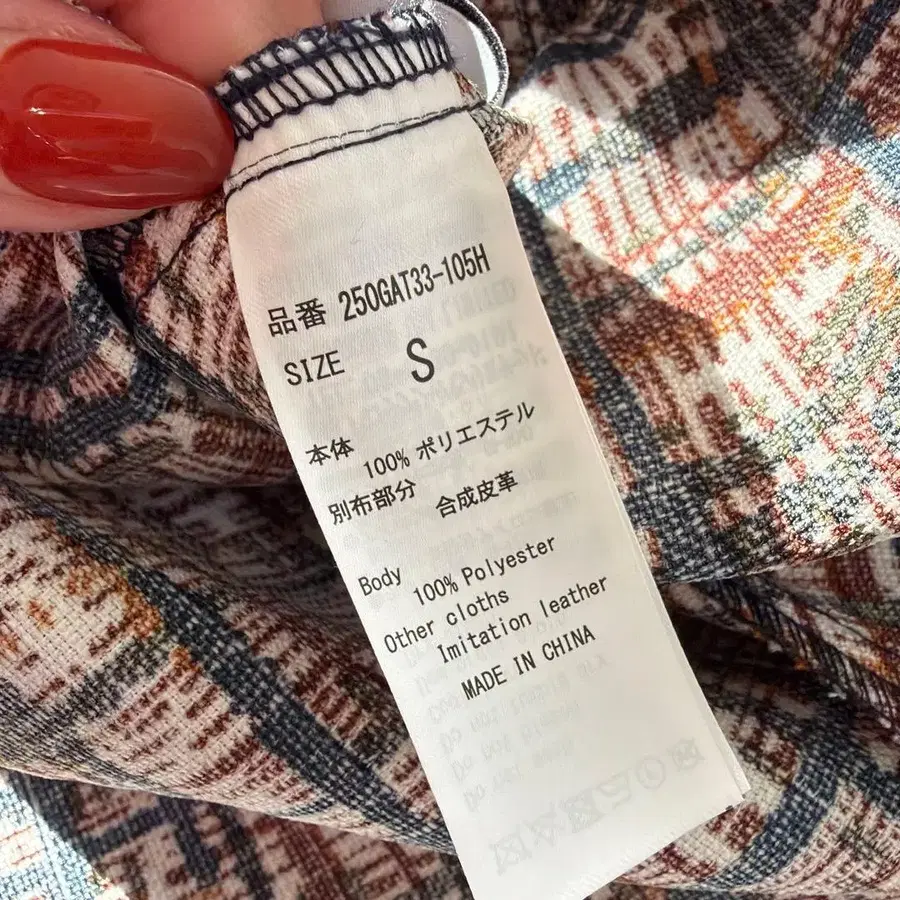 品番 250GAT33-105H
SIZE S
本体 100% ポリエステル
別布部分 合成皮革
Body 100% Polyester
Other cloths
Imitation leather
MADE IN CHINA